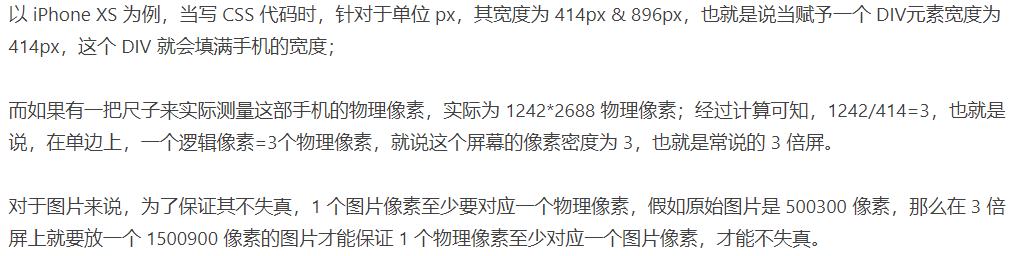 以 iPhone XS 为例，当写 CSS 代码时，针对于单位 px，其宽度为 414px & 896px，也就是说当赋予一个 DIV元素宽度为
414px，这个 DIV 就会填满手机的宽度；
而如果有一把尺子来实际测量这部手机的物理像素，实际为 1242*2688 物理像素；经过计算可知，1242/414=3，也就是
说，在单边上，一个逻辑像素=3个物理像素，就说这个屏幕的像素密度为 3，也就是常说的 3 倍屏。
对于图片来说，为了保证其不失真，1 个图片像素至少要对应一个物理像素，假如原始图片是 500300 像素，那么在 3 倍
屏上就要放一个 1500900 像素的图片才能保证 1 个物理像素至少对应一个图片像素，才能不失真。